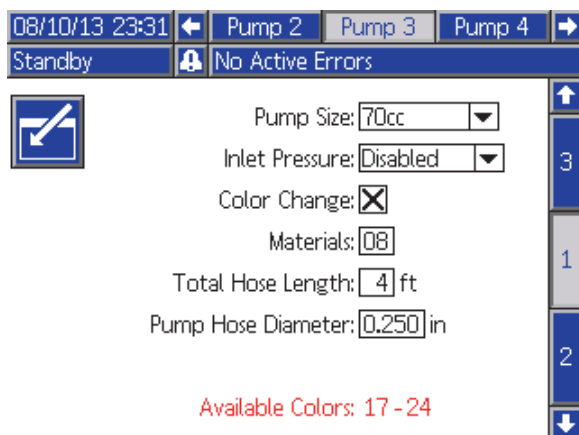 08/10/13 23:31 Pump 2 Pump 3 Pump 4
Standby No Active Errors
Pump Size: 70cc
Inlet Pressure: Disabled
3
Color Change:
Materials: 08
1
Total Hose Length: 4 ft
Pump Hose Diameter: 0.250 in
2
Available Colors: 17 - 24